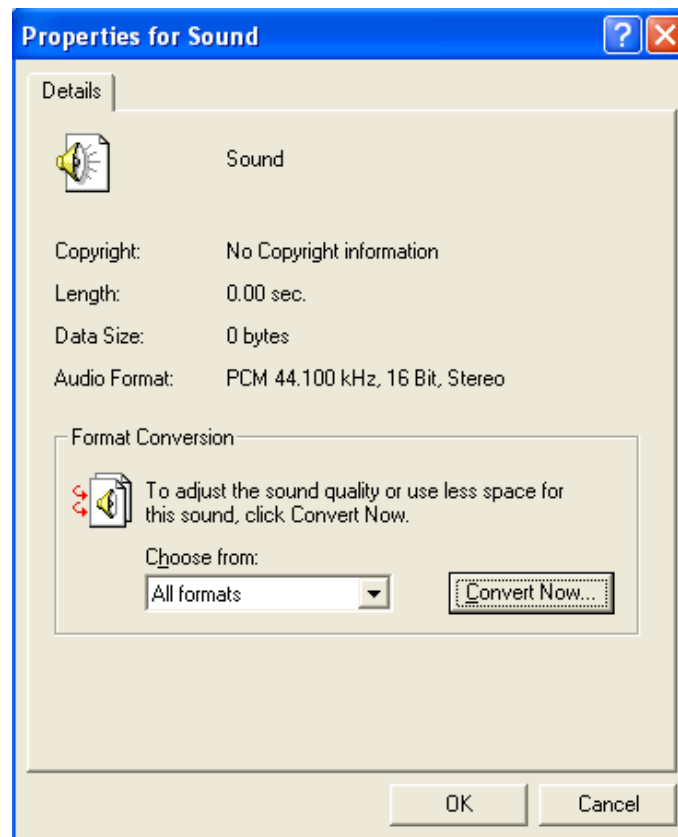 Properties for Sound
Details
Sound
Copyright: No Copyright information
Length: 0.00 sec.
Data Size: 0 bytes
Audio Format: PCM 44.100 kHz, 16 Bit, Stereo
Format Conversion
To adjust the sound quality or use less space for
this sound, click Convert Now.
Choose from:
All formats Convert Now...
OK Cancel